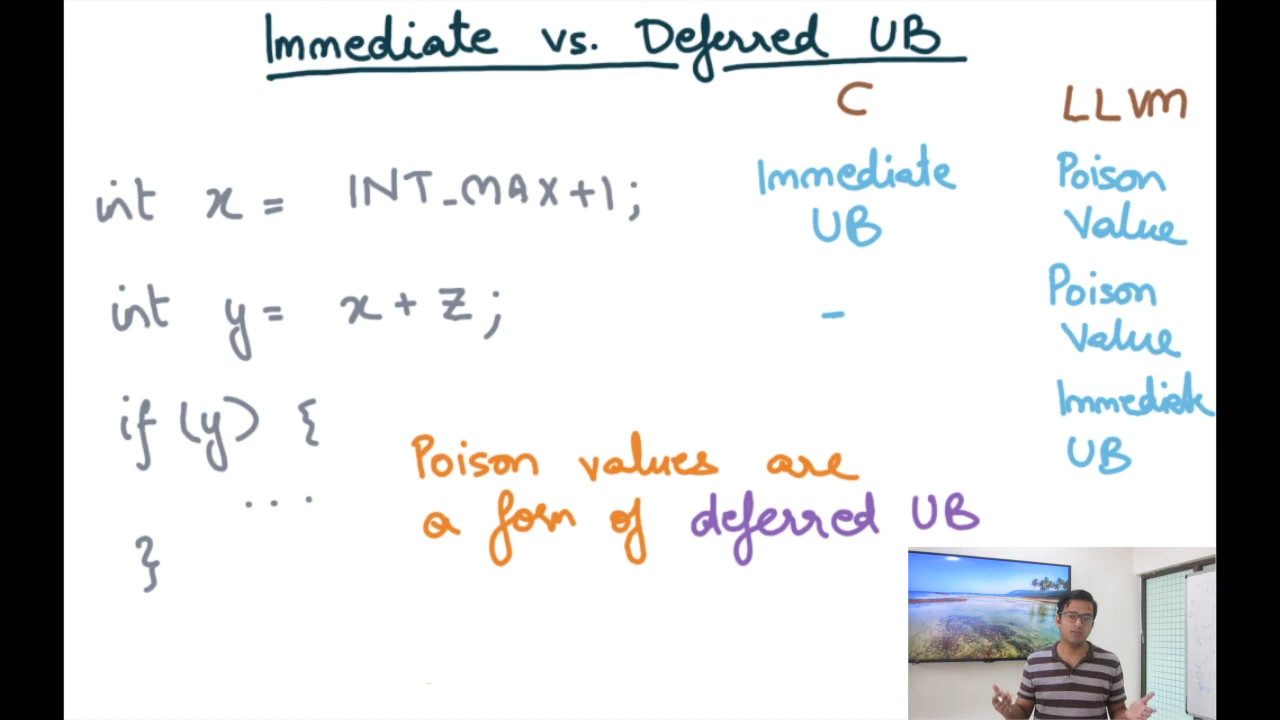 Immediate vs. Deferred UB
C LLVM
int x = INT_MAX+1; Immediate UB Poison Value
int y = x + z; - Poison Value
if (y) { Immediate UB
...
}
Poison values are
a form of deferred UB